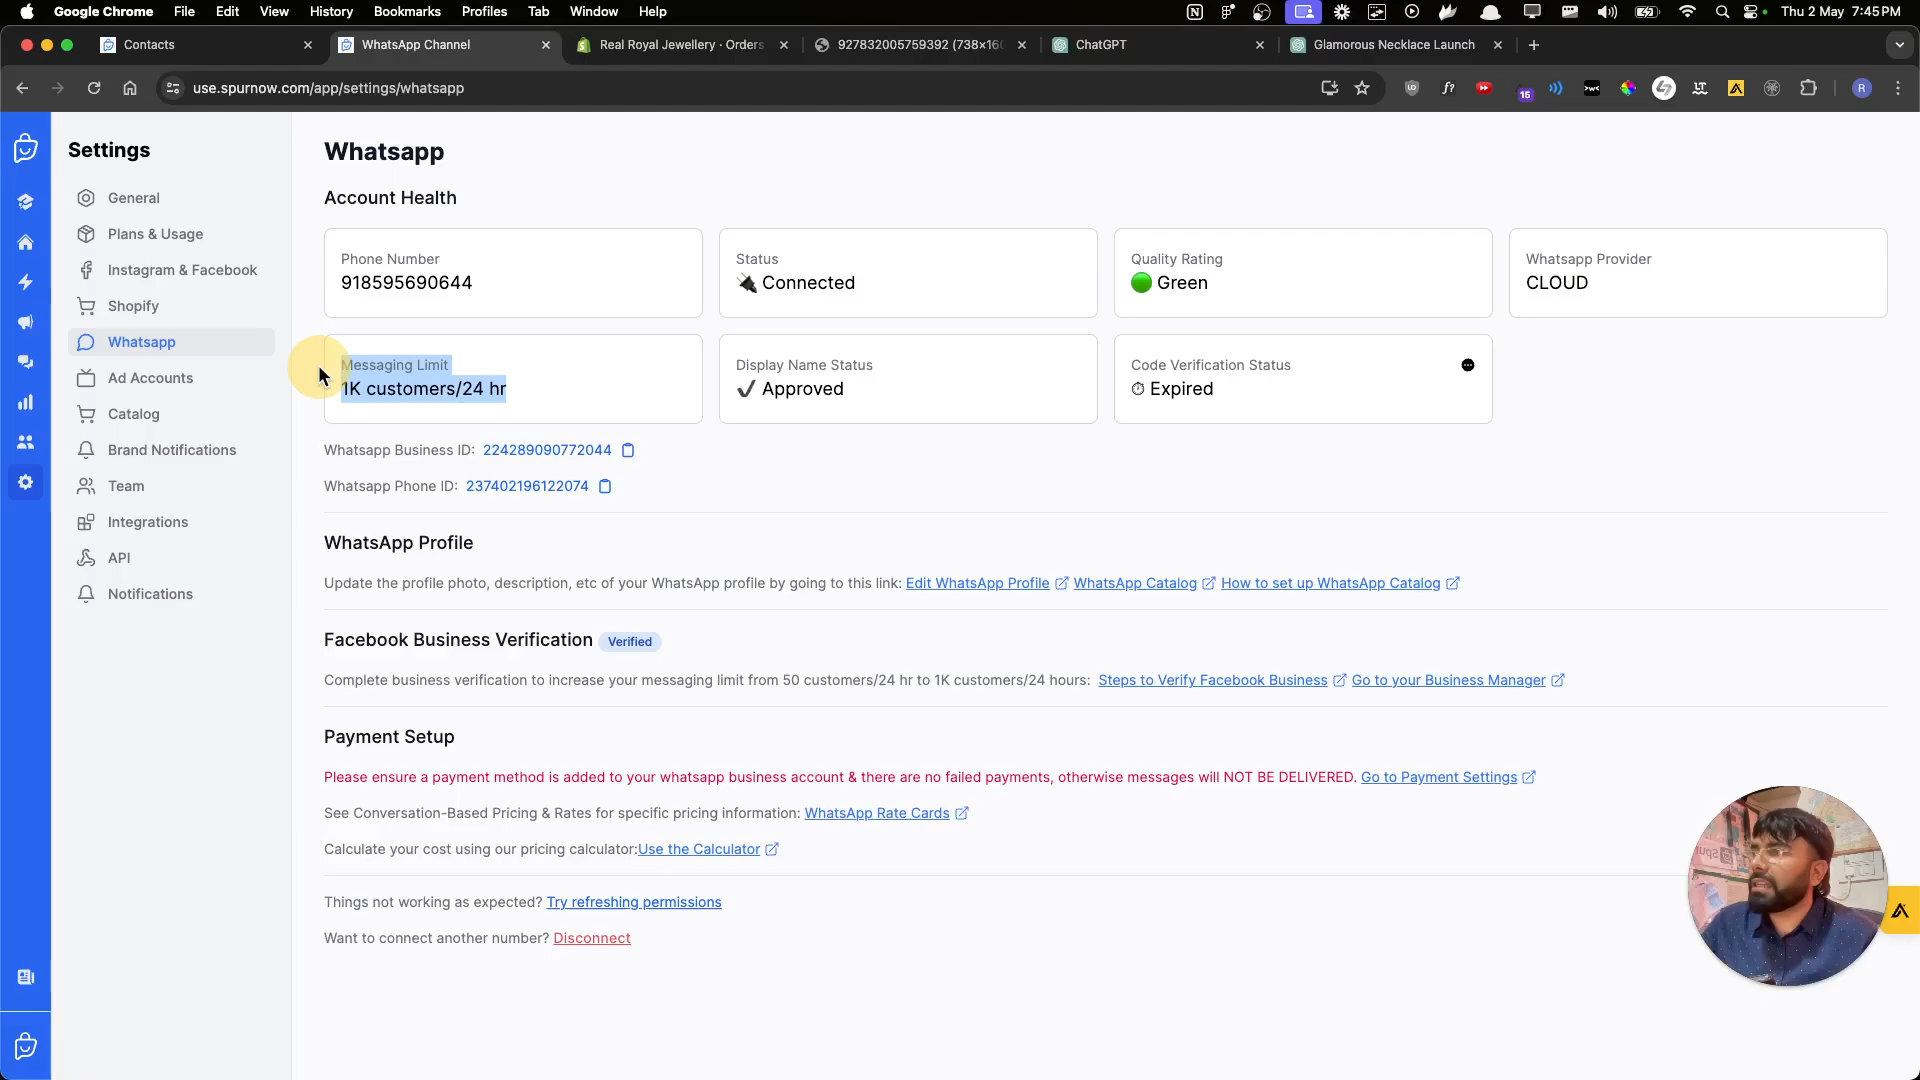 Google Chrome File Edit View History Bookmarks Profiles Tab Window Help Thu 2 May 7:45 PM
Contacts WhatsApp Channel Real Royal Jewellery · Orders 927832005759392 (738×160 ChatGPT Glamorous Necklace Launch
use.spurnow.com/app/settings/whatsapp f? 15 R
Settings
General
Plans & Usage
Instagram & Facebook
Shopify
Whatsapp
Ad Accounts
Catalog
Brand Notifications
Team
Integrations
API
Notifications
Whatsapp
Account Health
Phone Number
918595690644
Status
Connected
Quality Rating
Green
Whatsapp Provider
CLOUD
Messaging Limit
1K customers/24 hr
Display Name Status
Approved
Code Verification Status
Expired
Whatsapp Business ID: 224289090772044
Whatsapp Phone ID: 237402196122074
WhatsApp Profile
Update the profile photo, description, etc of your WhatsApp profile by going to this link: Edit WhatsApp Profile WhatsApp Catalog How to set up WhatsApp Catalog
Facebook Business Verification Verified
Complete business verification to increase your messaging limit from 50 customers/24 hr to 1K customers/24 hours: Steps to Verify Facebook Business Go to your Business Manager
Payment Setup
Please ensure a payment method is added to your whatsapp business account & there are no failed payments, otherwise messages will NOT BE DELIVERED. Go to Payment Settings
See Conversation-Based Pricing & Rates for specific pricing information: WhatsApp Rate Cards
Calculate your cost using our pricing calculator:Use the Calculator
Things not working as expected? Try refreshing permissions
Want to connect another number? Disconnect